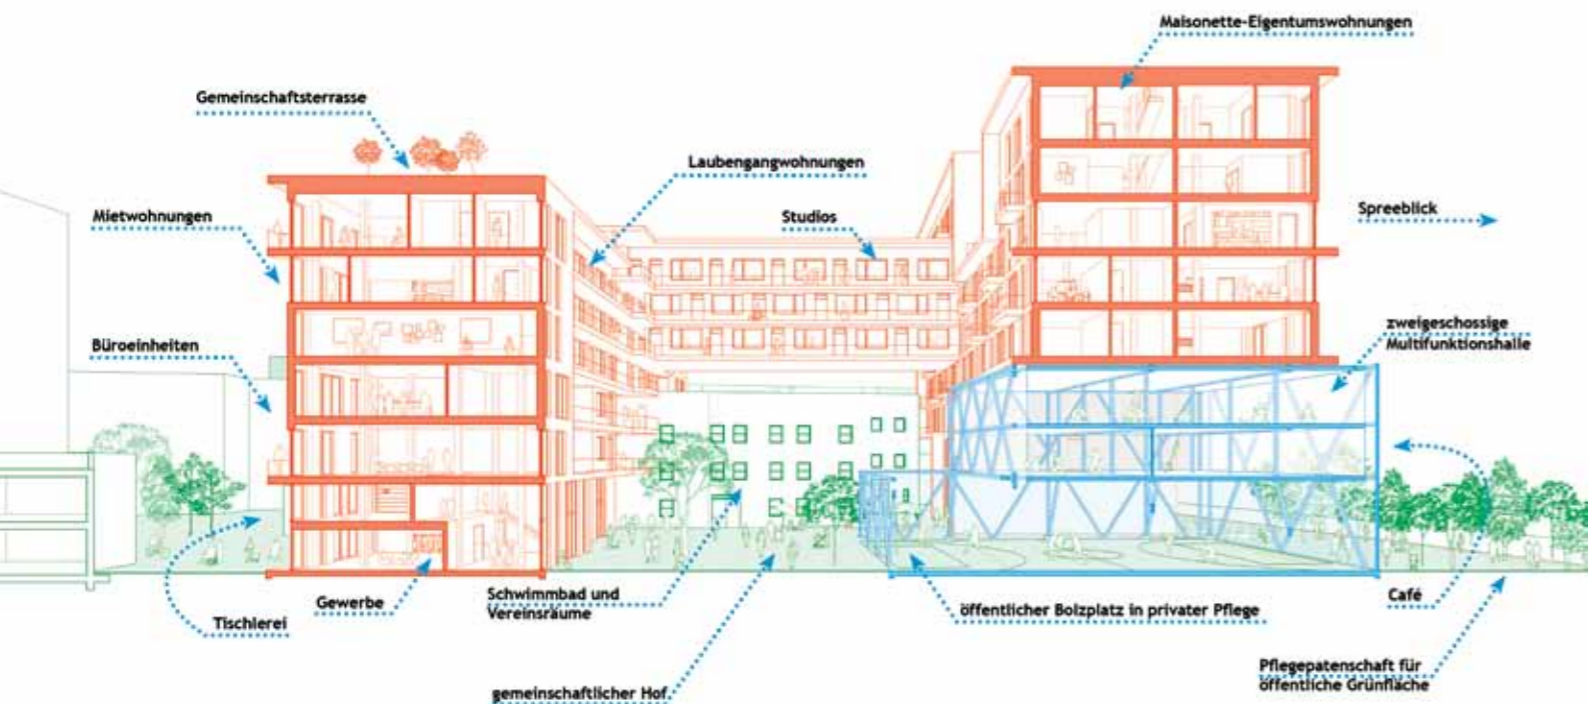 Maisonette-Eigentumswohnungen
Gemeinschaftsterrasse
Laubengangwohnungen
Mietwohnungen
Studios
Spreeblick
Büroeinheiten
zweigeschossige
Multifunktionshalle
Tischlerei
Gewerbe
Schwimmbad und
Vereinsräume
öffentlicher Bolzplatz in privater Pflege
Café
gemeinschaftlicher Hof
Pflegepatenschaft für
öffentliche Grünfläche